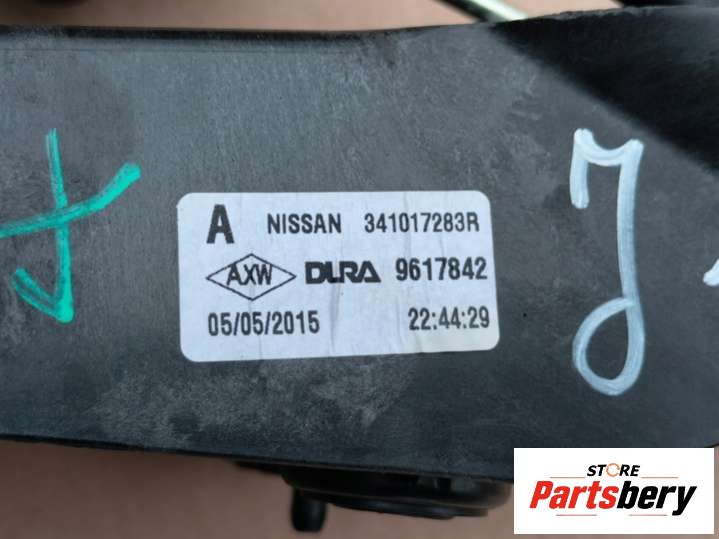 A NISSAN 341017283R
AXW DURA 9617842
05/05/2015 22:44:29
STORE
Partsbery